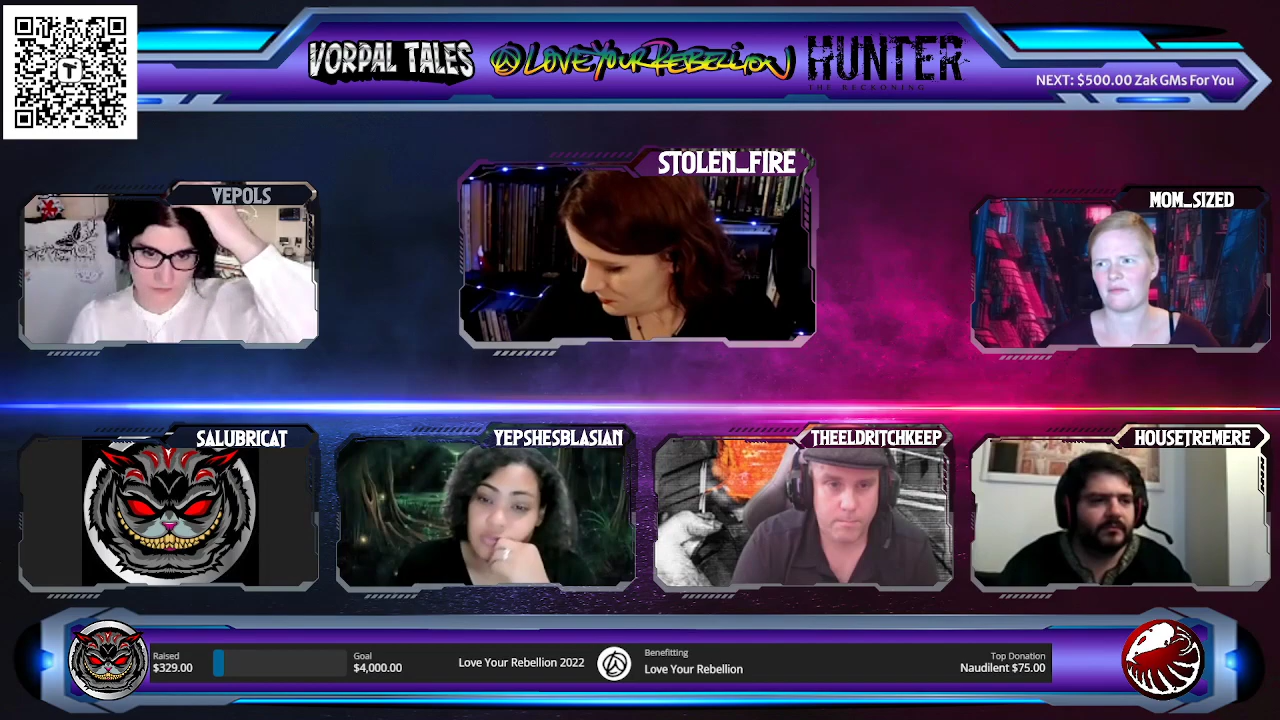 VORPAL TALES @LOVEYOURREBELLION HUNTER
THE RECKONING
NEXT: $500.00 Zak GMs For You
VEPOLS
STOLEN_FIRE
MOM_SIZED
SALUBRICAT
YEPSHESBLASIAN
THEELDRITCHKEEP
HOUSETREMERE
Raised
$329.00
Goal
$4,000.00
Love Your Rebellion 2022
Benefitting
Love Your Rebellion
Top Donation
Naudilent $75.00